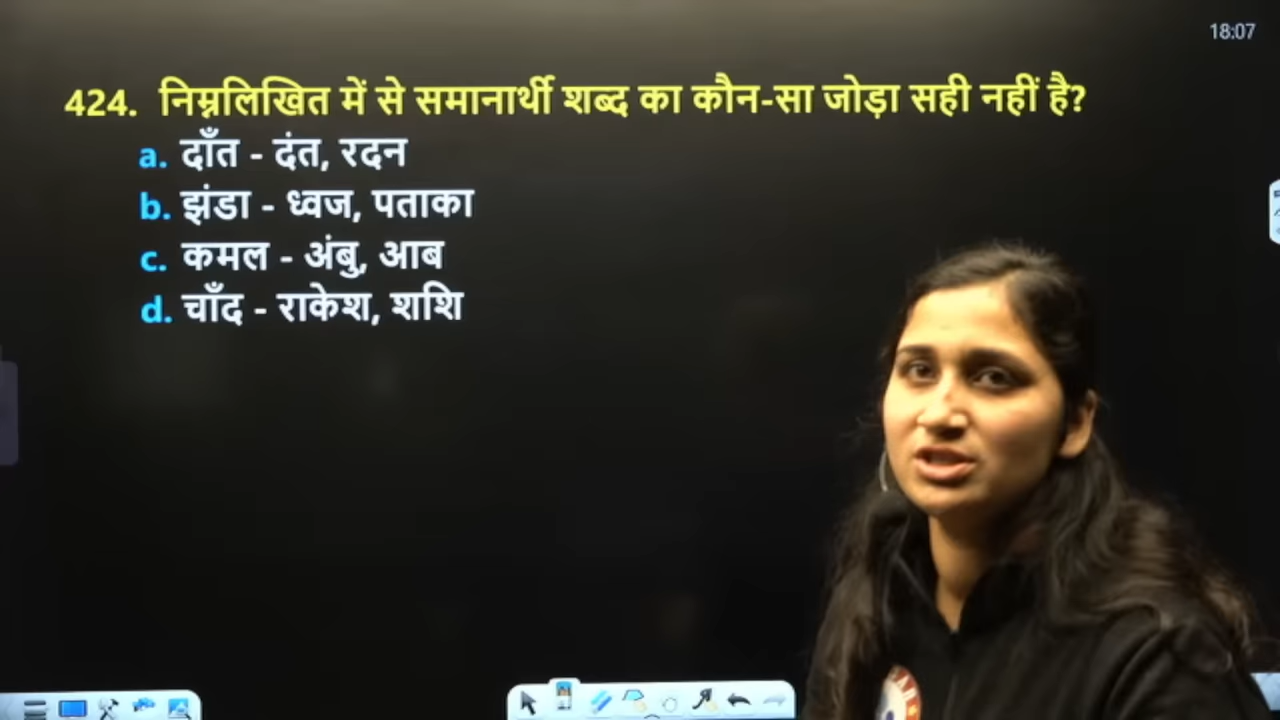 18:07
424. निम्नलिखित में से समानार्थी शब्द का कौन-सा जोड़ा सही नहीं है?
a. दाँत - दंत, रदन
b. झंडा - ध्वज, पताका
c. कमल - अंबु, आब
d. चाँद - राकेश, शशि